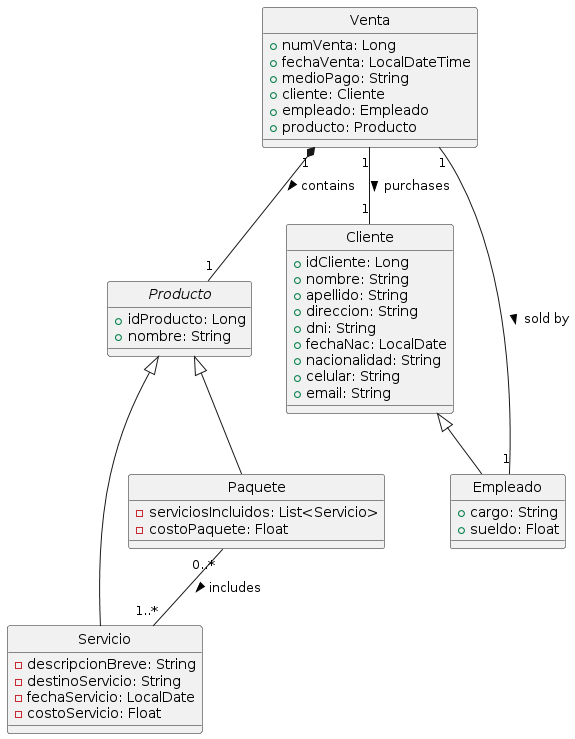 Venta
numVenta: Long
fechaVenta: LocalDateTime
medioPago: String
cliente: Cliente
empleado: Empleado
producto: Producto
1
1
1
contains
purchases
1
1
Cliente
idCliente: Long
nombre: String
apellido: String
direccion: String
dni: String
fechaNac: LocalDate
nacionalidad: String
celular: String
email: String
Producto
idProducto: Long
nombre: String
sold by
1
Paquete
serviciosIncluidos: List<Servicio>
costoPaquete: Float
Empleado
cargo: String
sueldo: Float
0..*
includes
1..*
Servicio
descripcionBreve: String
destinoServicio: String
fechaServicio: LocalDate
costoServicio: Float